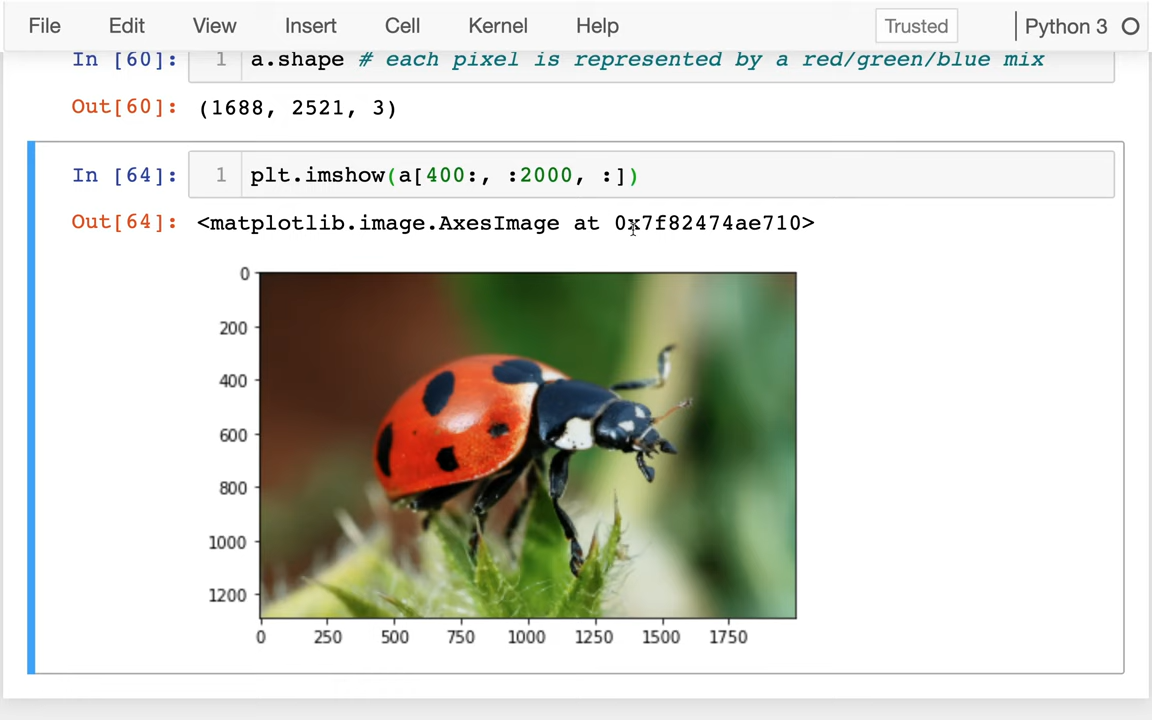 File Edit View Insert Cell Kernel Help Trusted Python 3
In [60]: 1 a.shape # each pixel is represented by a red/green/blue mix
Out[60]: (1688, 2521, 3)
In [64]: 1 plt.imshow(a[400:, :2000, :])
Out[64]: <matplotlib.image.AxesImage at 0x7f82474ae710>
0
200
400
600
800
1000
1200
0 250 500 750 1000 1250 1500 1750